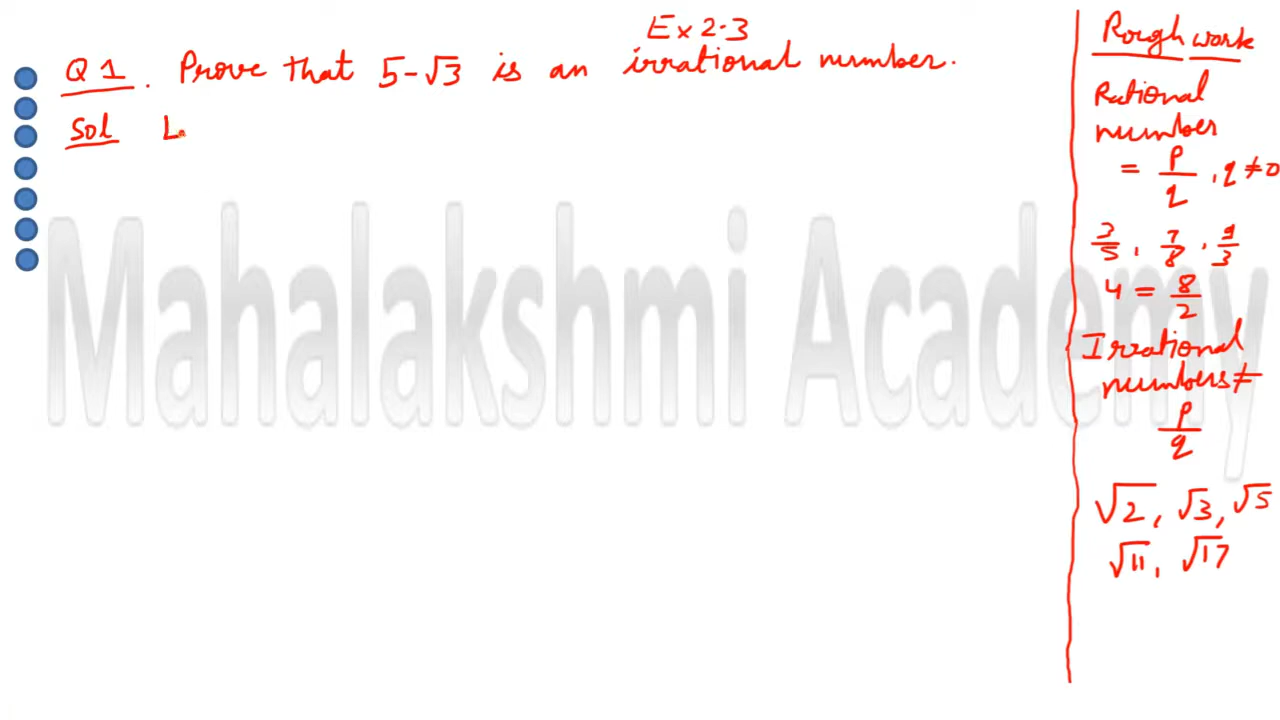 Ex 2.3
Q 1. Prove that 5-√3 is an irrational number.
Sol Le
Mahalakshmi Academy
Rough work
Rational
number
= p/q, q ≠ 0
3/5, 7/8, 9/3
4 = 8/2
Irrational
numbers ≠
p/q
√2, √3, √5
√11, √17